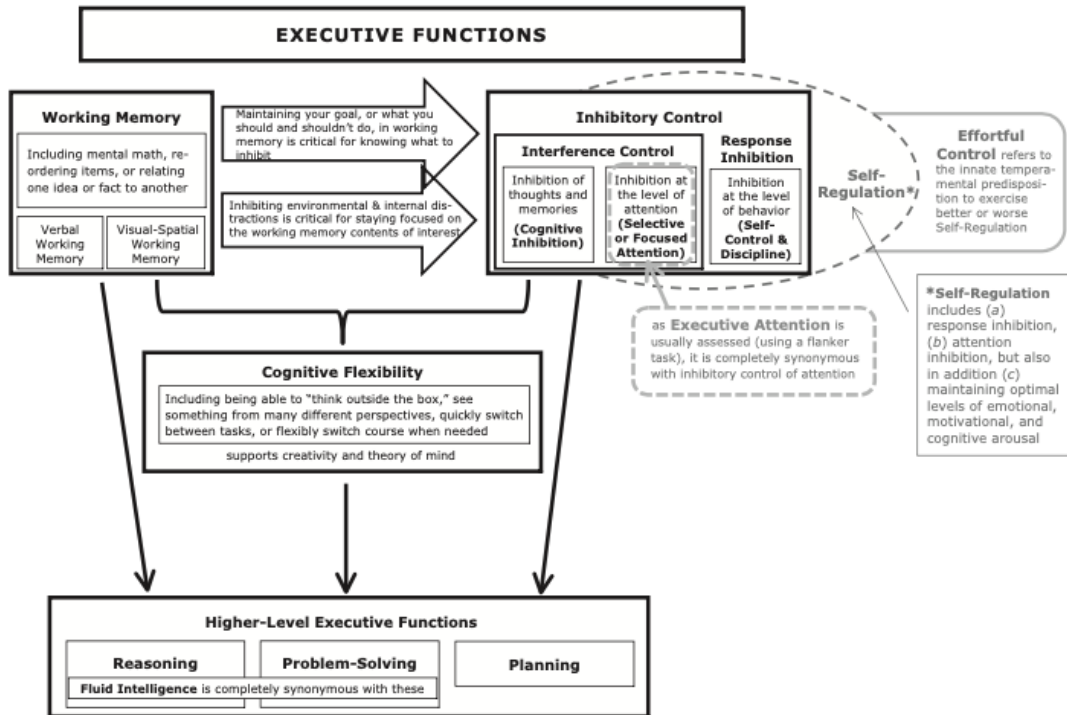 EXECUTIVE FUNCTIONS
Working Memory
Including mental math, re-
ordering items, or relating
one idea or fact to another
Verbal
Working
Memory
Visual-Spatial
Working
Memory
Maintaining your goal, or what you
should and shouldn't do, in working
memory is critical for knowing what to
inhibit
Inhibiting environmental & internal dis-
tractions is critical for staying focused on
the working memory contents of interest
Inhibitory Control
Interference Control
Inhibition of
thoughts and
memories
(Cognitive
Inhibition)
Inhibition at
the level of
attention
(Selective
or Focused
Attention)
Response
Inhibition
Inhibition
at the level
of behavior
(Self-
Control &
Discipline)
Self-
Regulation*
Effortful
Control refers to
the innate tempera-
mental predisposi-
tion to exercise
better or worse
Self-Regulation
as Executive Attention is
usually assessed (using a flanker
task), it is completely synonymous
with inhibitory control of attention
*Self-Regulation
includes (a)
response inhibition,
(b) attention
inhibition, but also
in addition (c)
maintaining optimal
levels of emotional,
motivational, and
cognitive arousal
Cognitive Flexibility
Including being able to "think outside the box," see
something from many different perspectives, quickly switch
between tasks, or flexibly switch course when needed
supports creativity and theory of mind
Higher-Level Executive Functions
Reasoning
Problem-Solving
Planning
Fluid Intelligence is completely synonymous with these